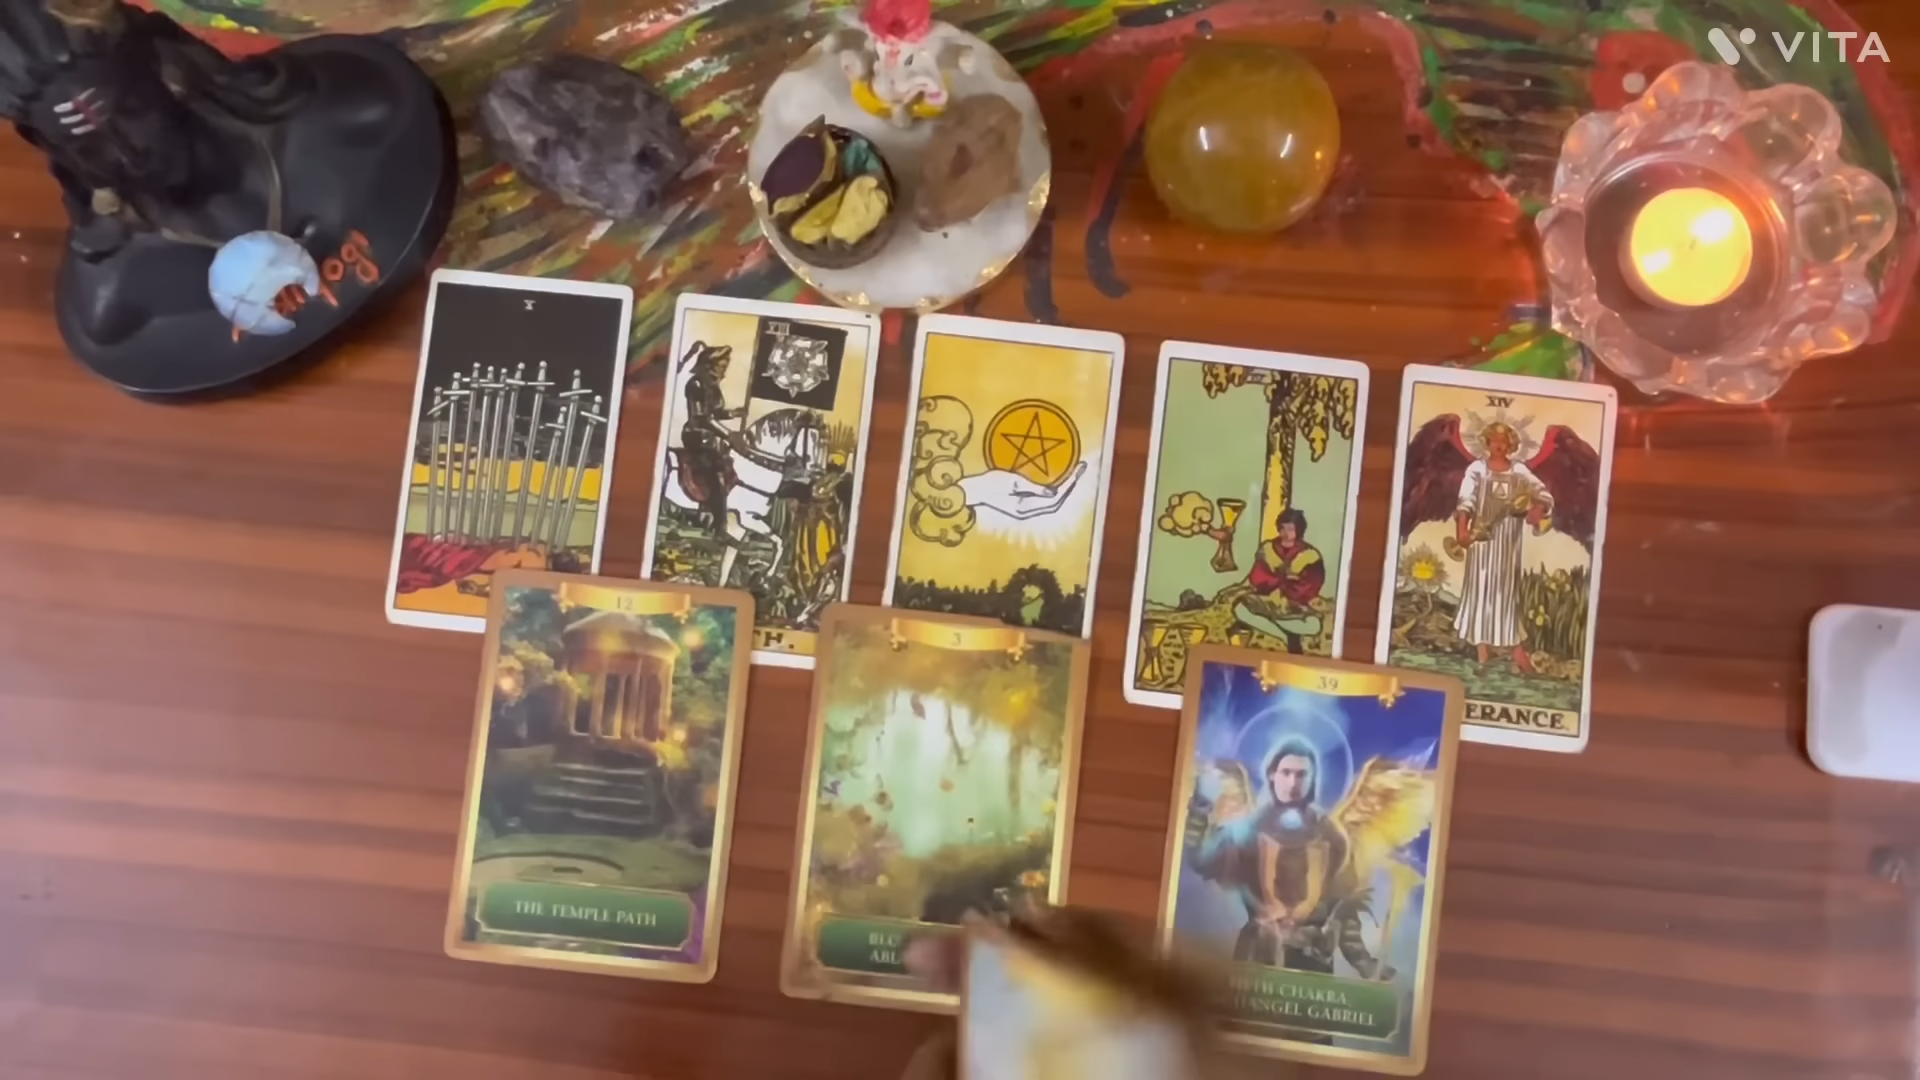 VITA
X
XIII
XIV
TH.
ERANCE.
12
THE TEMPLE PATH
3
39
CHAKRA
ANGEL GABRIEL